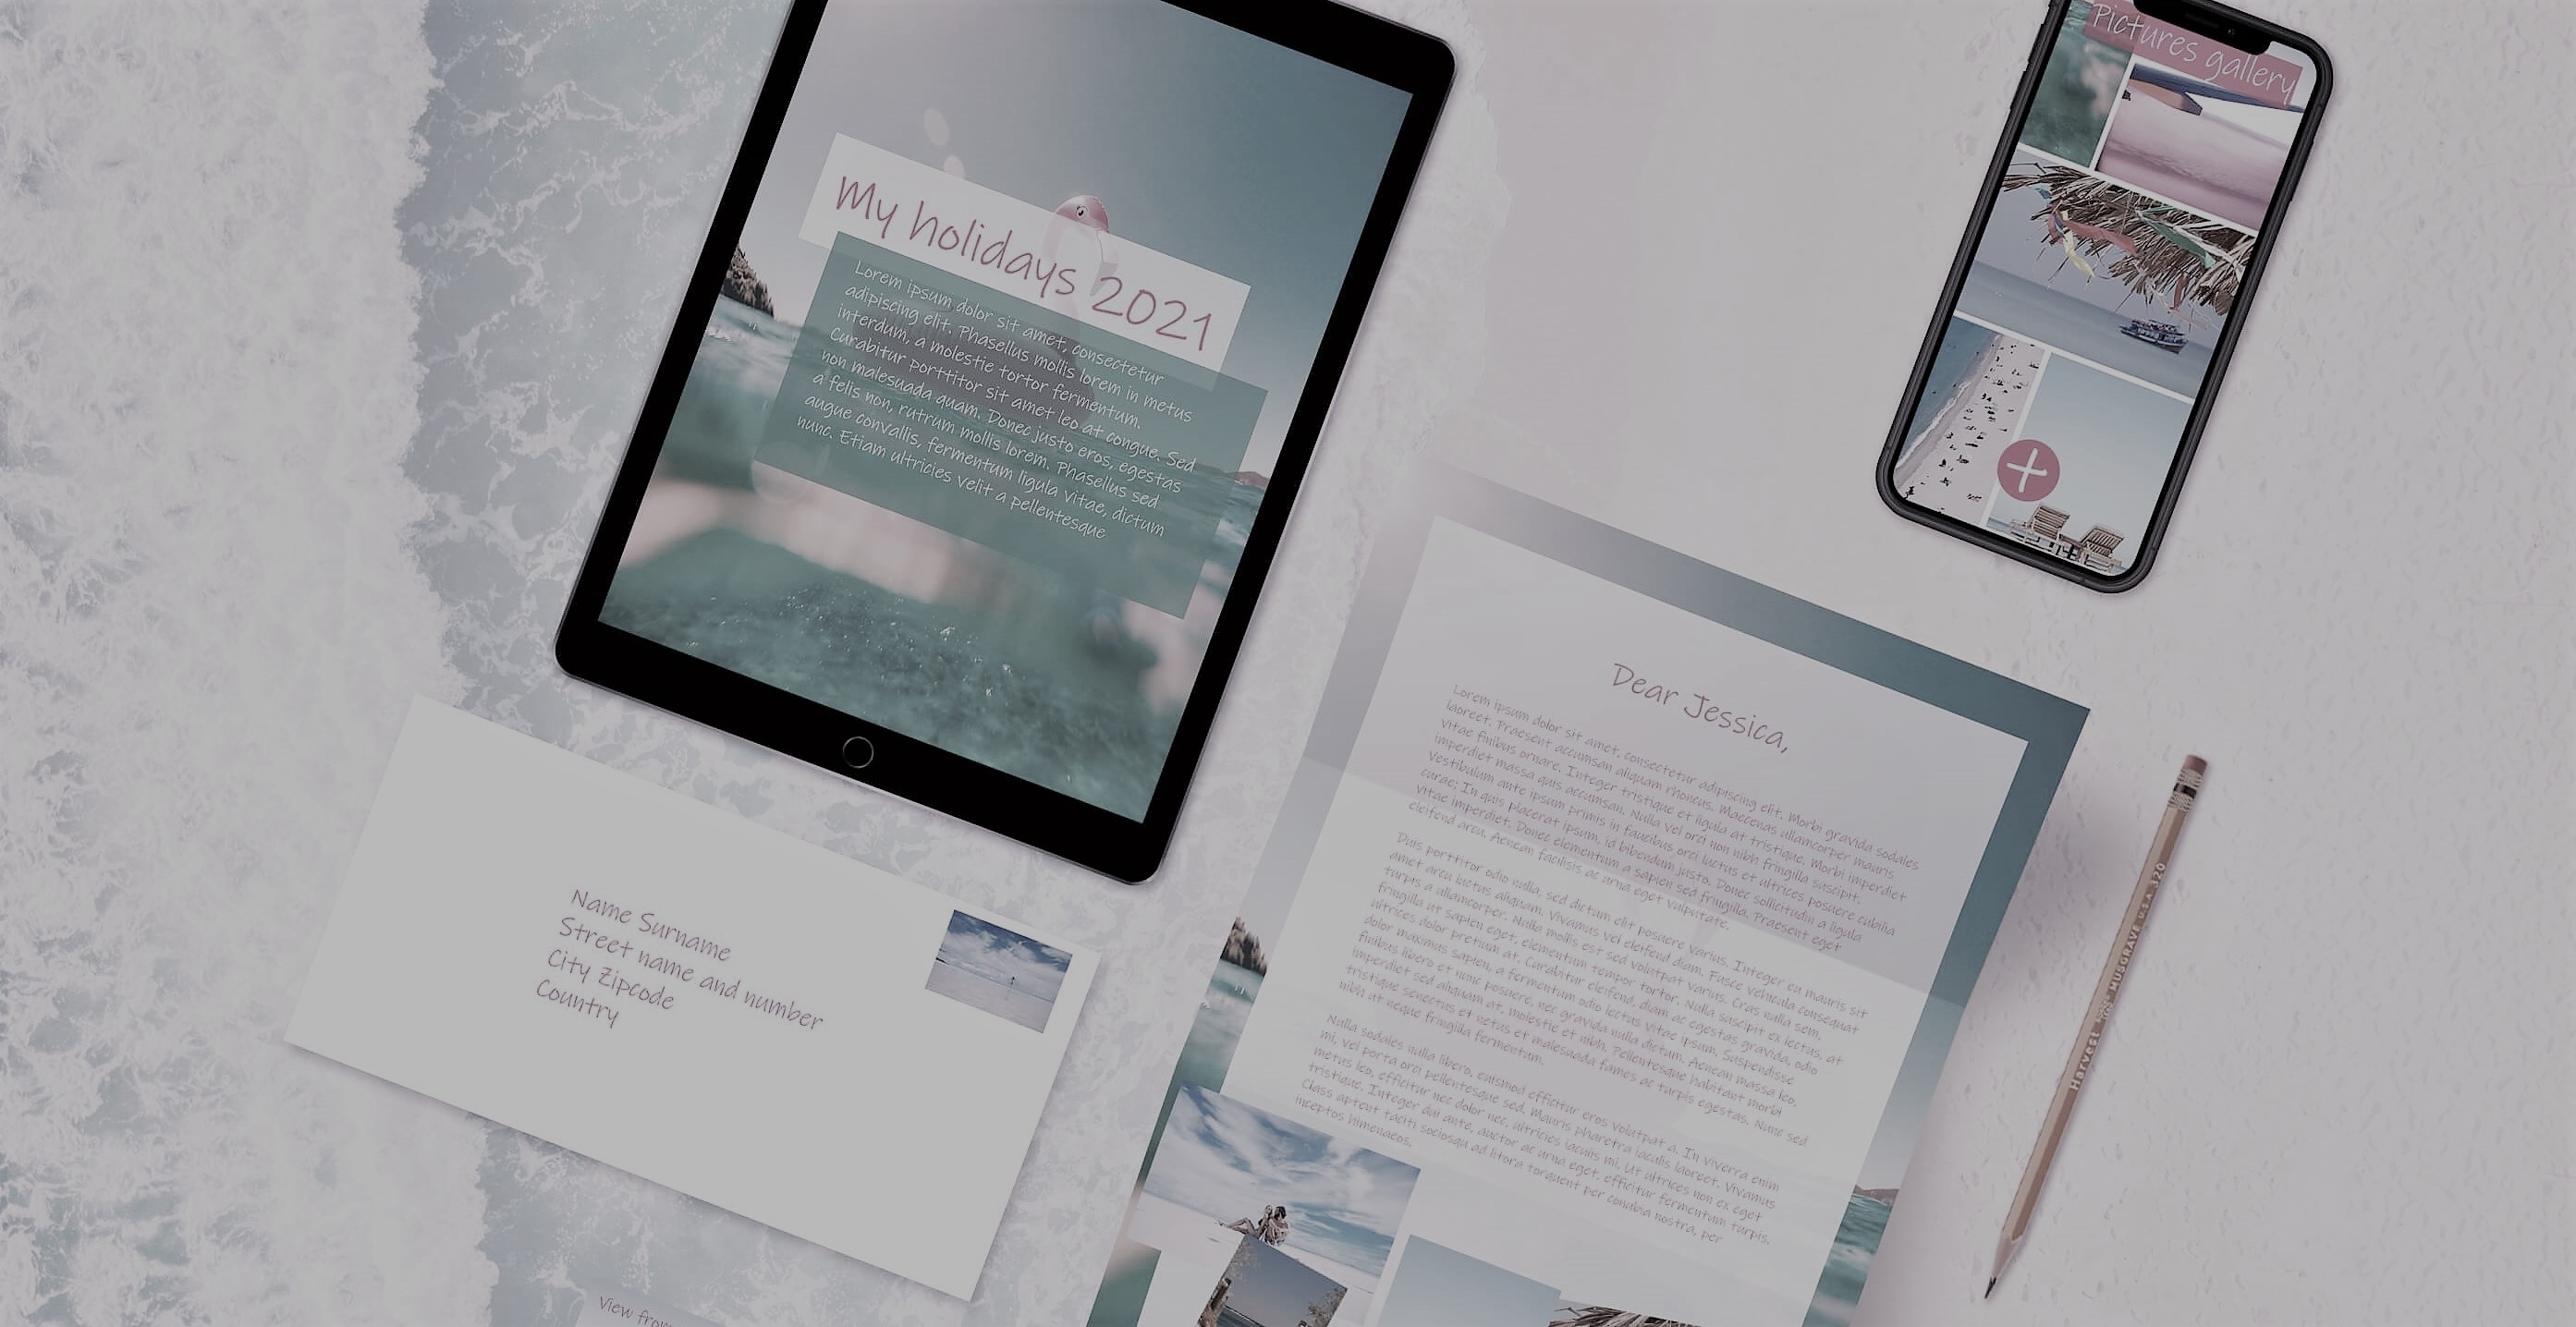 My holidays 2021
Lorem ipsum dolor sit amet, consectetur
adipiscing elit. Phasellus mollis lorem in metus
interdum, a molestie tortor fermentum.
Curabitur porttitor sit amet leo at congue. Sed
non malesuada quam. Donec justo eros, egestas
a felis non, rutrum mollis lorem. Phasellus sed
augue convallis, fermentum ligula vitae, dictum
nunc. Etiam ultricies velit a pellentesque
Pictures gallery
Name Surname
Street name and number
City Zipcode
Country
Dear Jessica,
Lorem ipsum dolor sit amet, consectetur adipiscing elit. Morbi gravida sodales
laoreet. Praesent accumsan aliquam rhoncus. Maecenas ullamcorper mauris
vitae finibus ornare. Integer tristique et ligula at tristique. Morbi imperdiet
imperdiet massa quis accumsan. Nulla vel orci non nibh fringilla suscipit.
Vestibulum ante ipsum primis in faucibus orci luctus et ultrices posuere cubilia
curae; In quis placerat ipsum, id bibendum justo. Donec sollicitudin a ligula
vitae imperdiet. Donec elementum a sapien sed fringilla. Praesent eget
eleifend arcu. Aenean facilisis ac urna eget vulputate.
Duis porttitor odio nulla, sed dictum elit posuere varius. Integer eu mauris sit
amet arcu luctus aliquam. Vivamus vel eleifend diam. Fusce vehicula consequat
turpis a ullamcorper. Nulla mollis est sed volutpat varius. Cras nulla sem,
fringilla ut sapien eget, elementum tempor tortor. Nulla suscipit ex lectus, at
ultrices dolor pretium at. Curabitur eleifend, diam ac egestas gravida, odio
dolor maximus sapien, a fermentum odio lectus vitae ipsum. Suspendisse
finibus libero et nunc posuere, nec gravida nulla dictum. Aenean massa leo,
imperdiet sed aliquam at, molestie et nibh. Pellentesque habitant morbi
tristique senectus et netus et malesuada fames ac turpis egestas. Nunc sed
nibh at neque fringilla fermentum.
Nulla sodales nulla libero, euismod efficitur eros volutpat a. In viverra enim
mi, vel porta orci pellentesque sed. Mauris pharetra iaculis laoreet. Vivamus
metus leo, efficitur nec dolor nec, ultricies iaculis mi. Ut ultrices non ex eget
tristique. Integer dui ante, auctor ac urna eget, efficitur fermentum turpis.
Class aptent taciti sociosqu ad litora torquent per conubia nostra, per
inceptos himenaeos.
Harvest MUSGRAVE U.S.A. 320
View from